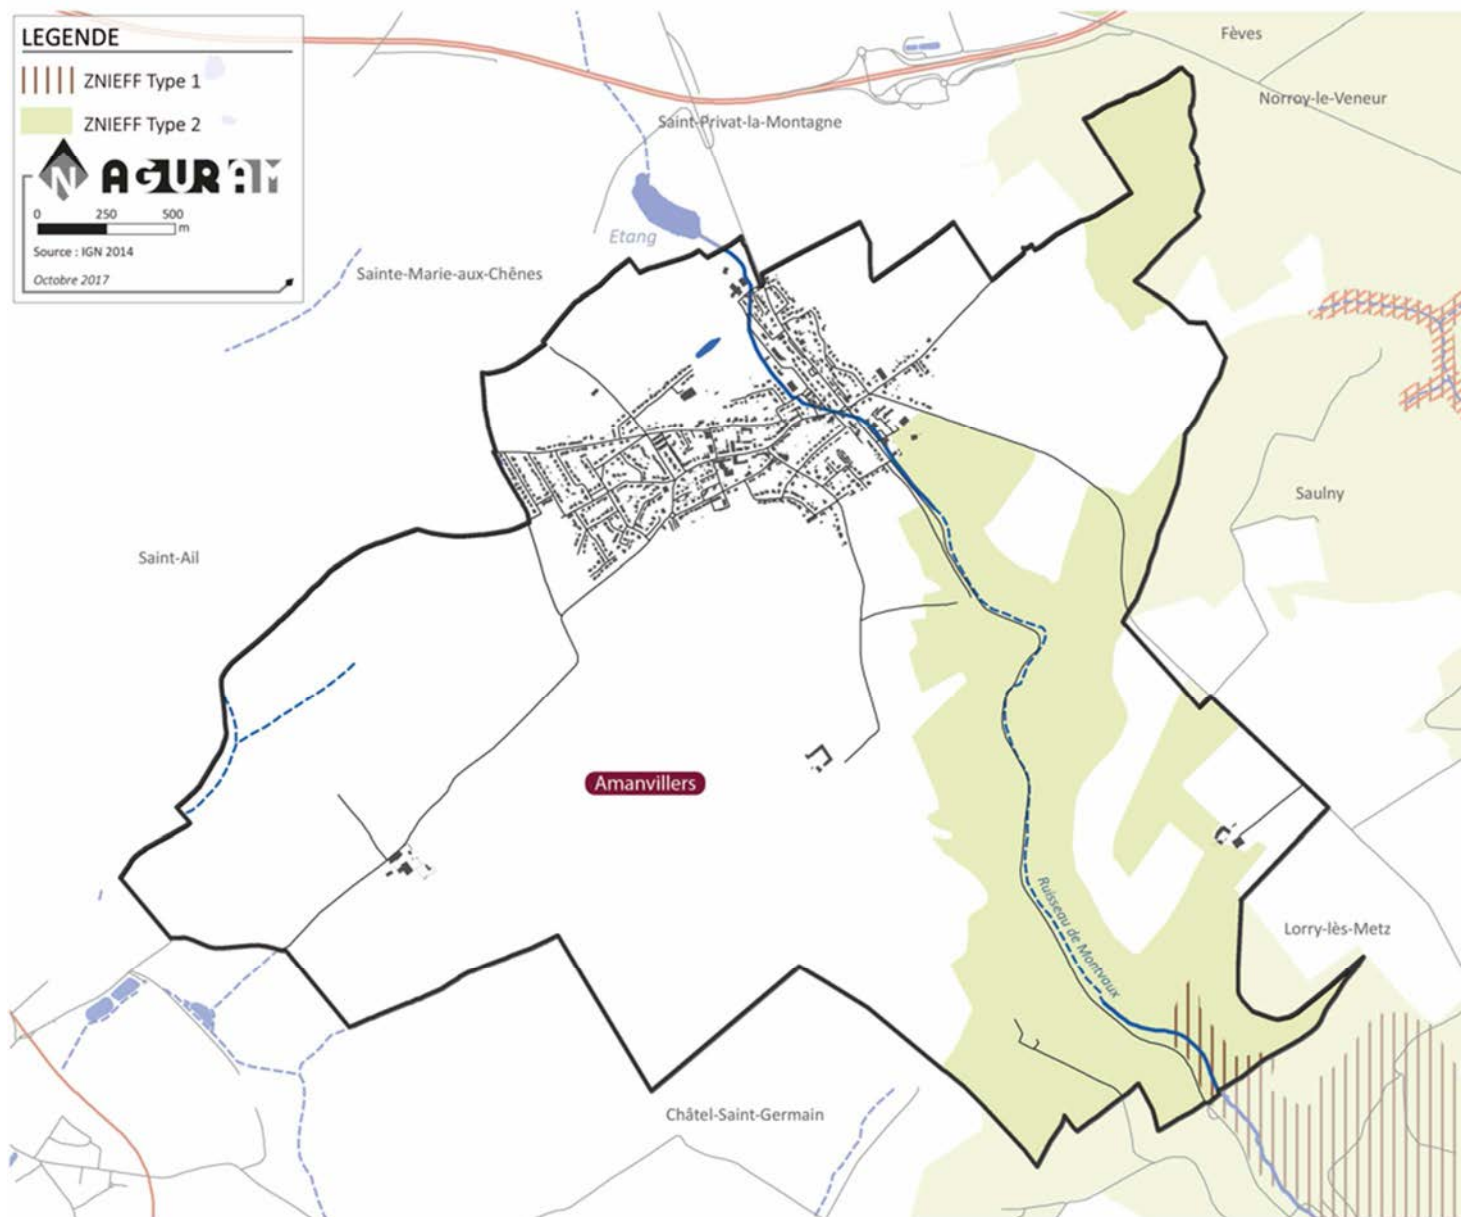 LEGENDE
ZNIEFF Type 1
ZNIEFF Type 2
N AGURAM
0 250 500
m
Source : IGN 2014
Octobre 2017
Fèves
Norroy-le-Veneur
Saint-Privat-la-Montagne
Etang
Sainte-Marie-aux-Chênes
Saulny
Saint-Ail
Amanvillers
Ruisseau de Montvaux
Lorry-lès-Metz
Châtel-Saint-Germain